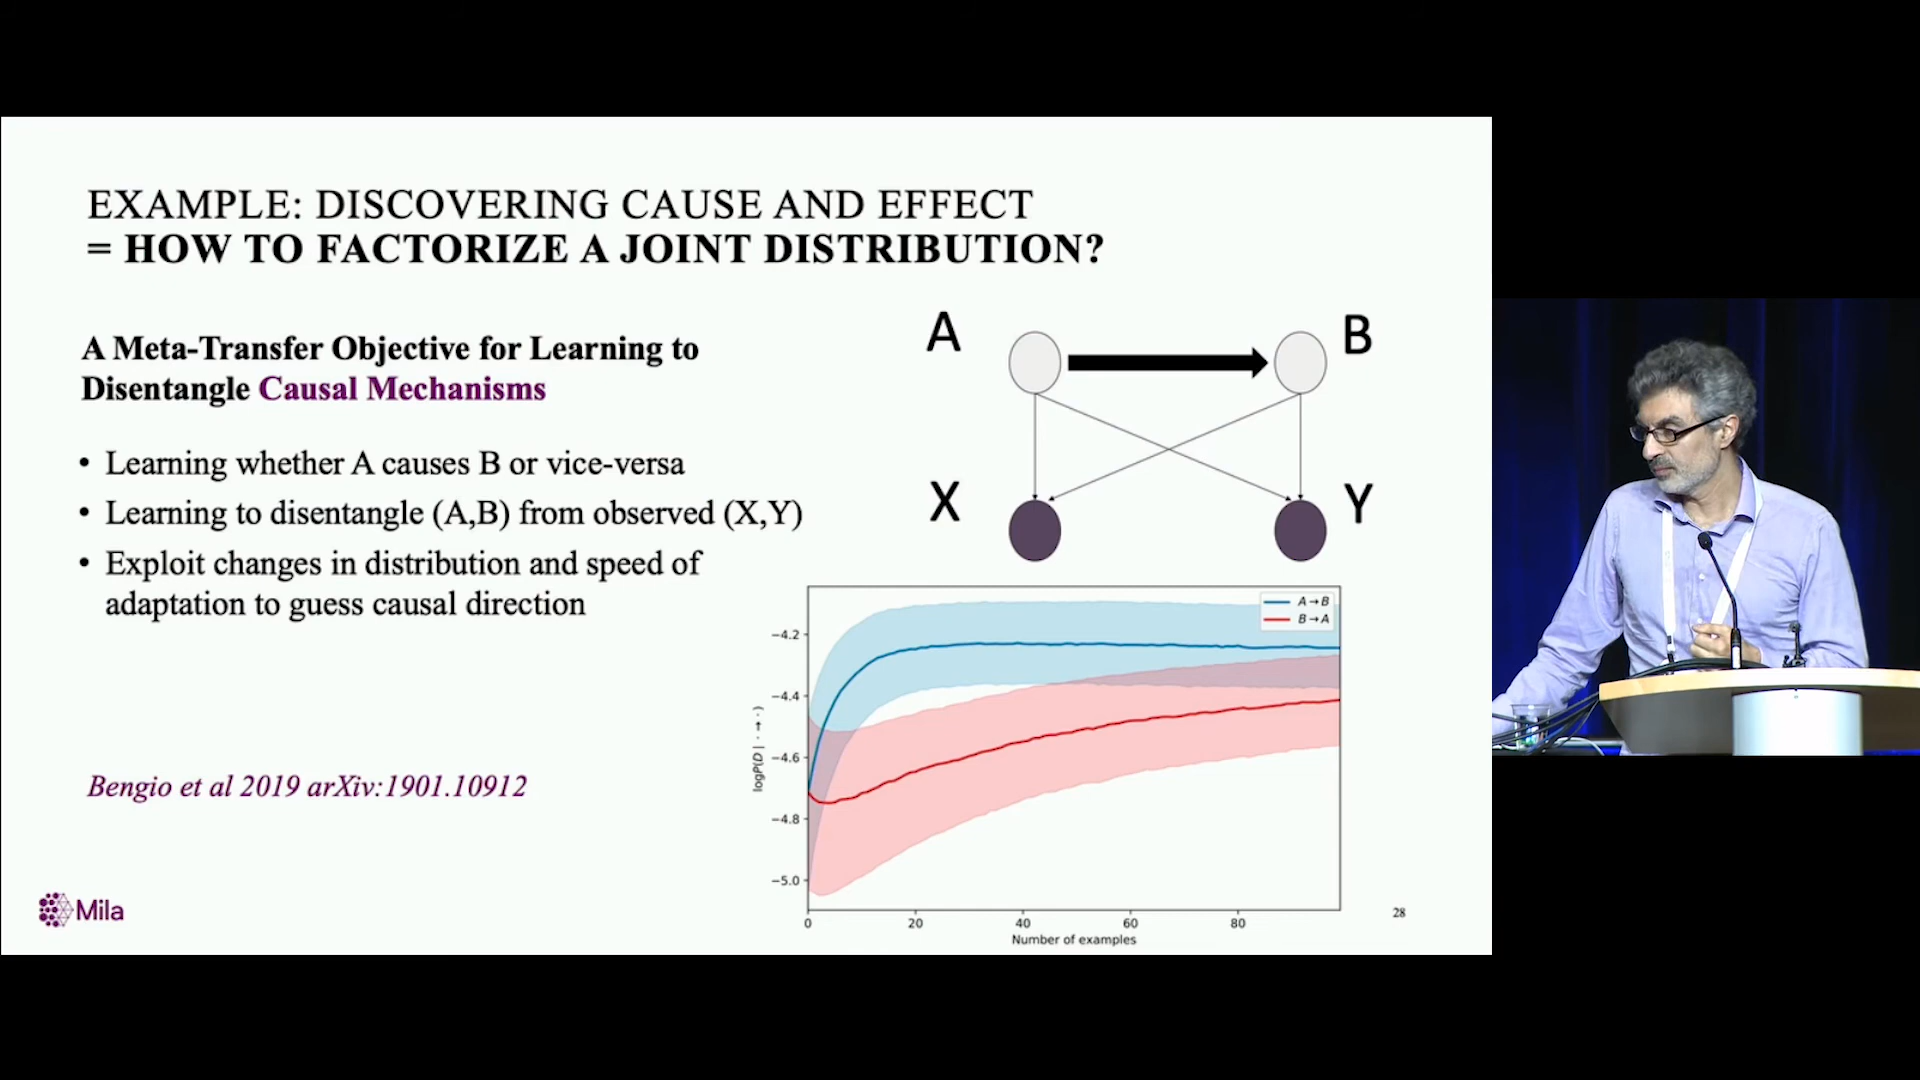 EXAMPLE: DISCOVERING CAUSE AND EFFECT
= HOW TO FACTORIZE A JOINT DISTRIBUTION?
A Meta-Transfer Objective for Learning to
Disentangle Causal Mechanisms
• Learning whether A causes B or vice-versa
• Learning to disentangle (A,B) from observed (X,Y)
• Exploit changes in distribution and speed of
adaptation to guess causal direction
Bengio et al 2019 arXiv:1901.10912
Mila
A
B
X
Y
A→B
B→A
−4.2
−4.4
−4.6
−4.8
−5.0
logP(D | · → ·)
0 20 40 60 80
Number of examples
28